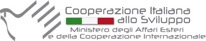 Cooperazione Italiana
allo Sviluppo
Ministero degli Affari Esteri
e della Cooperazione Internazionale